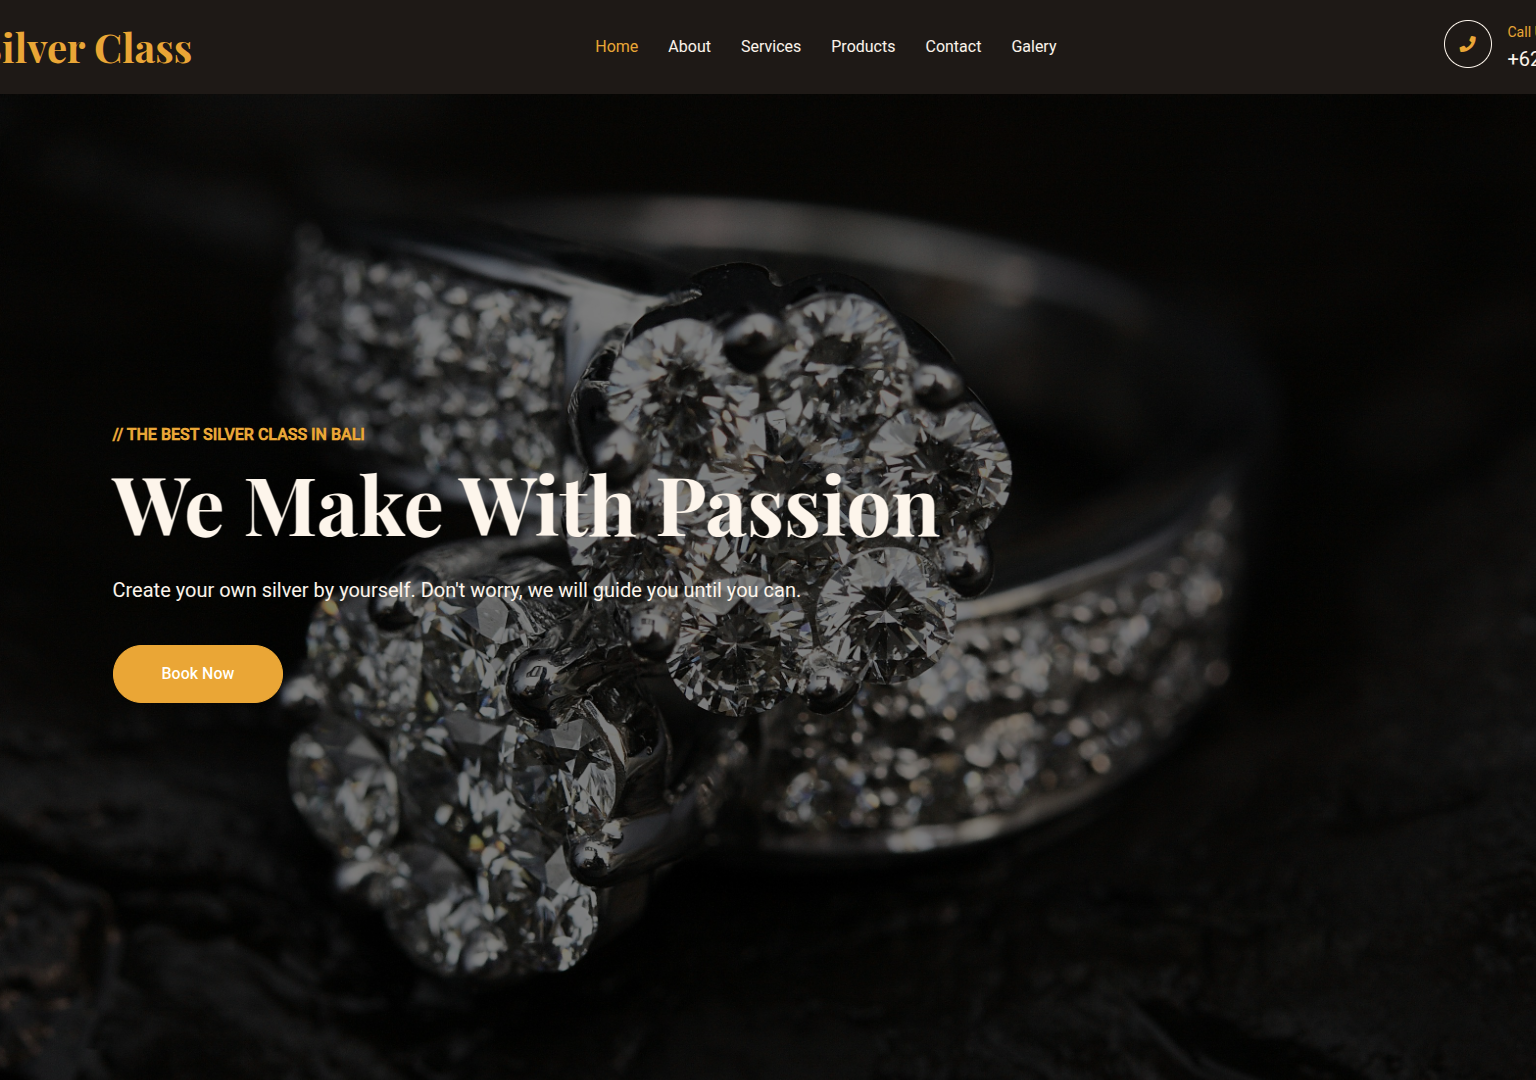 Silver Class
Home
About
Services
Products
Contact
Galery
Call
+62
// THE BEST SILVER CLASS IN BALI
We Make With Passion
Create your own silver by yourself. Don't worry, we will guide you until you can.
Book Now